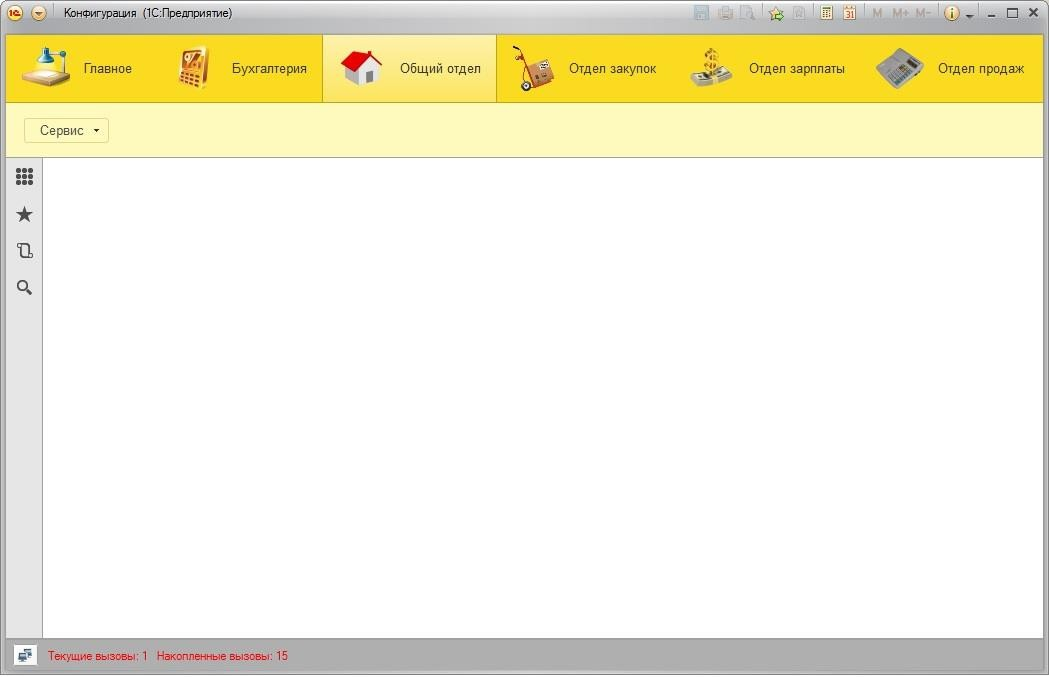 Конфигурация (1С:Предприятие)
31 M M+ M-
Главное Бухгалтерия Общий отдел Отдел закупок Отдел зарплаты Отдел продаж
Сервис
Текущие вызовы: 1 Накопленные вызовы: 15